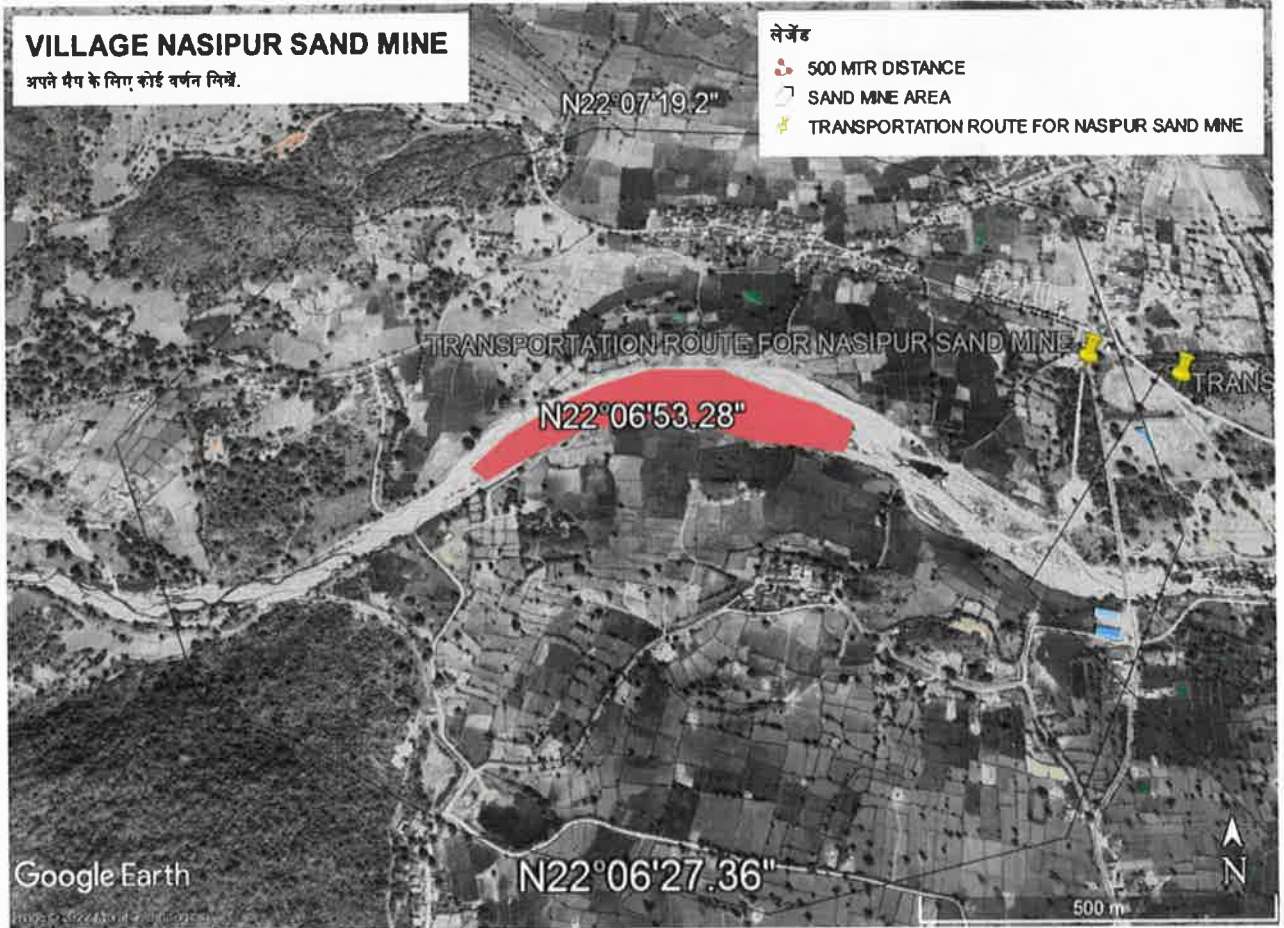 VILLAGE NASIPUR SAND MINE
अपने मैप के लिए कोई वर्णन लिखें.
लेजेंड
500 MTR DISTANCE
SAND MINE AREA
TRANSPORTATION ROUTE FOR NASIPUR SAND MINE
N22°07'19.2"
TRANSPORTATION ROUTE FOR NASIPUR SAND MINE
TRANS
N22°06'53.28"
N22°06'27.36"
N
Google Earth
500 m